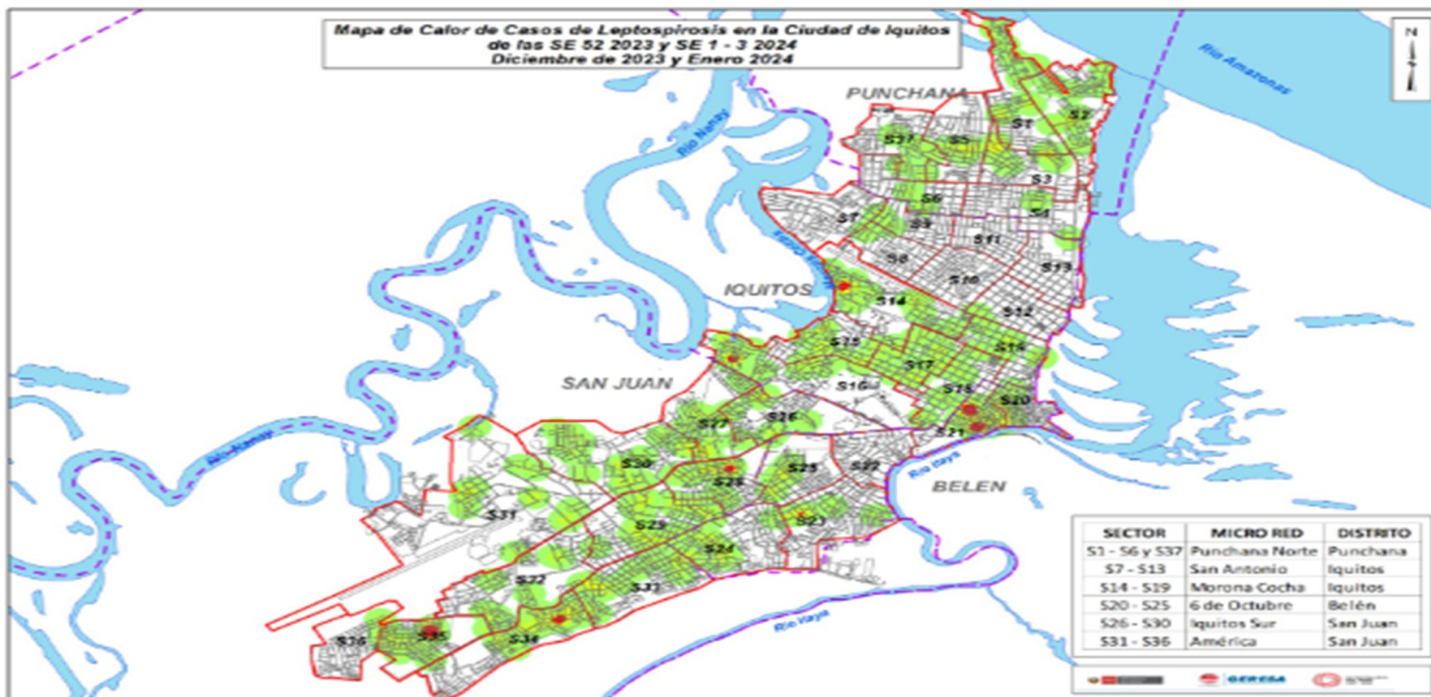 Mapa de Calor de Casos de Leptospirosis en la Ciudad de Iquitos
de las SE 52 2023 y SE 1 - 3 2024
Diciembre de 2023 y Enero 2024
N
Rio Amazonas
PUNCHANA
Rio Nanay
S1
S2
S37
S5
S3
S6
S4
S7
S9
S11
S8
S10
S13
IQUITOS
S14
S12
S15
S19
S17
SAN JUAN
S16
S18
S20
S27
S26
S21
Rio Nanay
S30
S25
S22
Rio Itaya
S28
BELEN
S31
S29
S23
S24
S32
S33
S36
S35
S34
Rio Itaya
SECTOR MICRO RED DISTRITO
S1 - S6 y S37 Punchana Norte Punchana
S7 - S13 San Antonio Iquitos
S14 - S19 Morona Cocha Iquitos
S20 - S25 6 de Octubre Belén
S26 - S30 Iquitos Sur San Juan
S31 - S36 América San Juan
GERESA